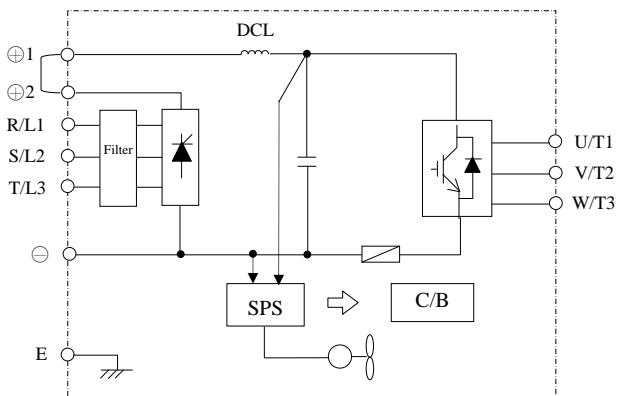 DCL
⊕1
⊕2
R/L1
S/L2
T/L3
Filter
U/T1
V/T2
W/T3
⊖
SPS
C/B
E